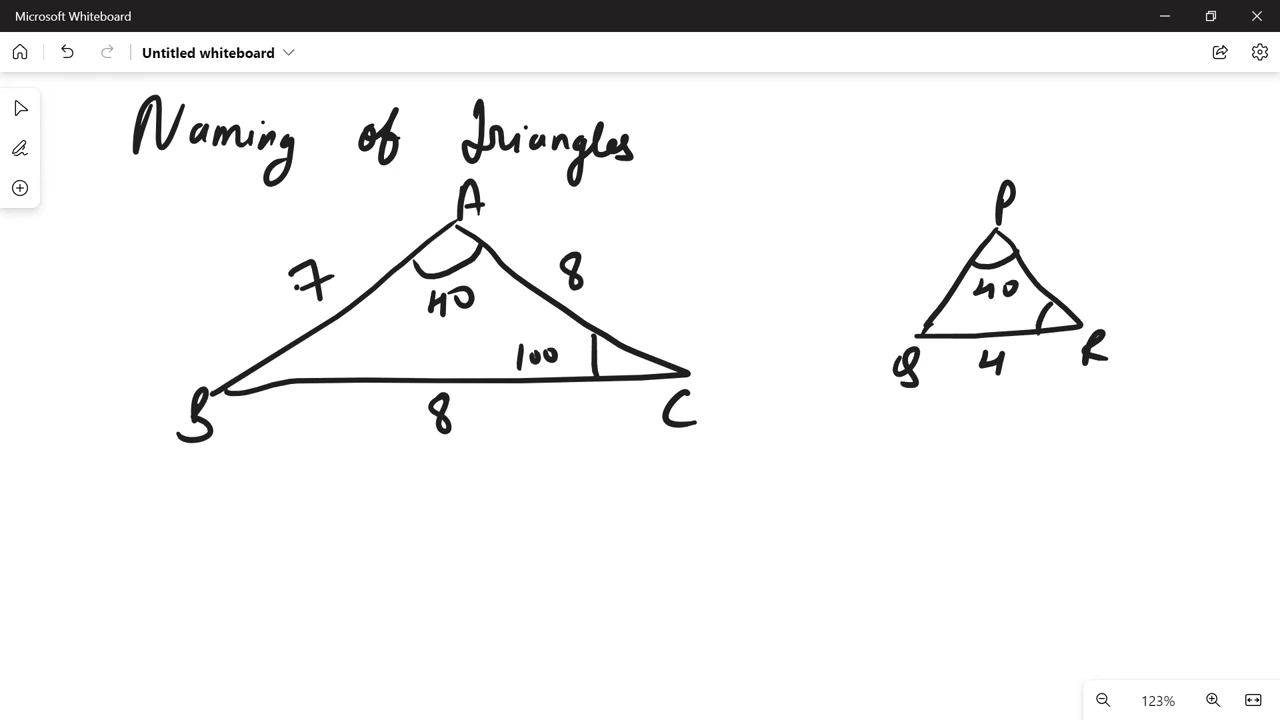 Microsoft Whiteboard
Untitled whiteboard
Naming of Triangles
A
P
7
8
40
40
100
B
8
C
Q
4
R
123%